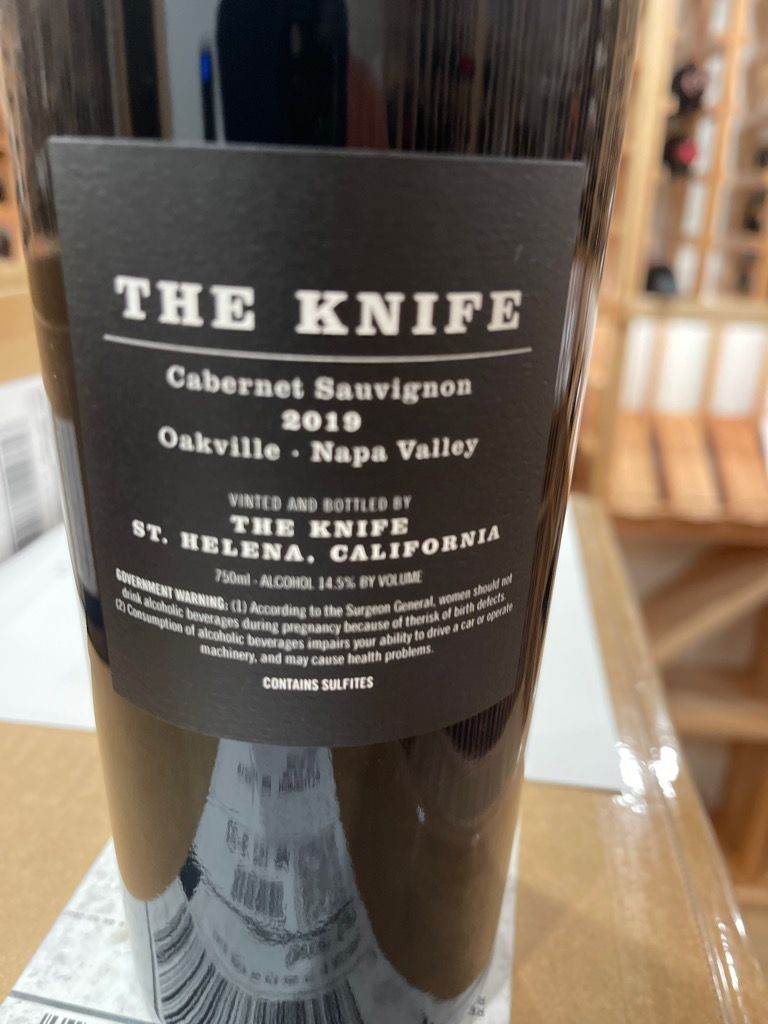 THE KNIFE
Cabernet Sauvignon
2019
Oakville · Napa Valley
VINTED AND BOTTLED BY
THE KNIFE
ST. HELENA, CALIFORNIA
750ml · ALCOHOL 14.5% BY VOLUME
GOVERNMENT WARNING: (1) According to the Surgeon General, women should not
drink alcoholic beverages during pregnancy because of therisk of birth defects.
(2) Consumption of alcoholic beverages impairs your ability to drive a car or operate
machinery, and may cause health problems.
CONTAINS SULFITES